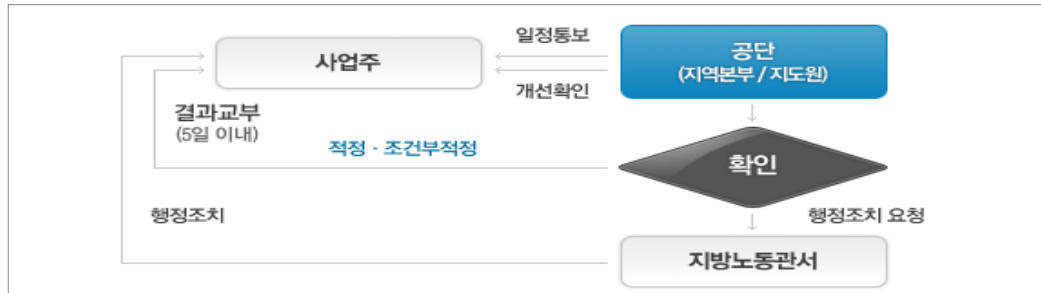 일정통보
사업주
공단
(지역본부 / 지도원)
개선확인
결과교부
(5일 이내)
적정 · 조건부적정
확인
행정조치
행정조치 요청
지방노동관서